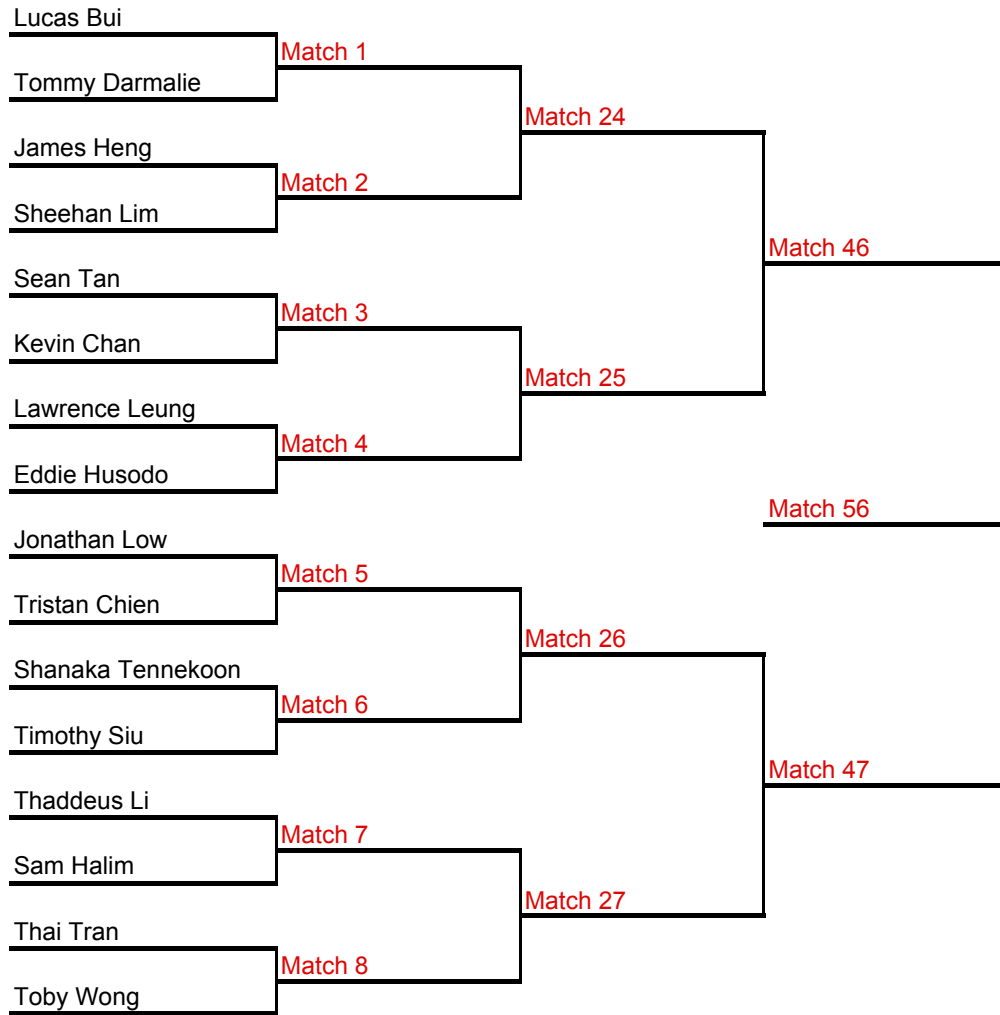 Lucas Bui
Match 1
Tommy Darmalie
Match 24
James Heng
Match 2
Sheehan Lim
Match 46
Sean Tan
Match 3
Kevin Chan
Match 25
Lawrence Leung
Match 4
Eddie Husodo
Match 56
Jonathan Low
Match 5
Tristan Chien
Match 26
Shanaka Tennekoon
Match 6
Timothy Siu
Match 47
Thaddeus Li
Match 7
Sam Halim
Match 27
Thai Tran
Match 8
Toby Wong